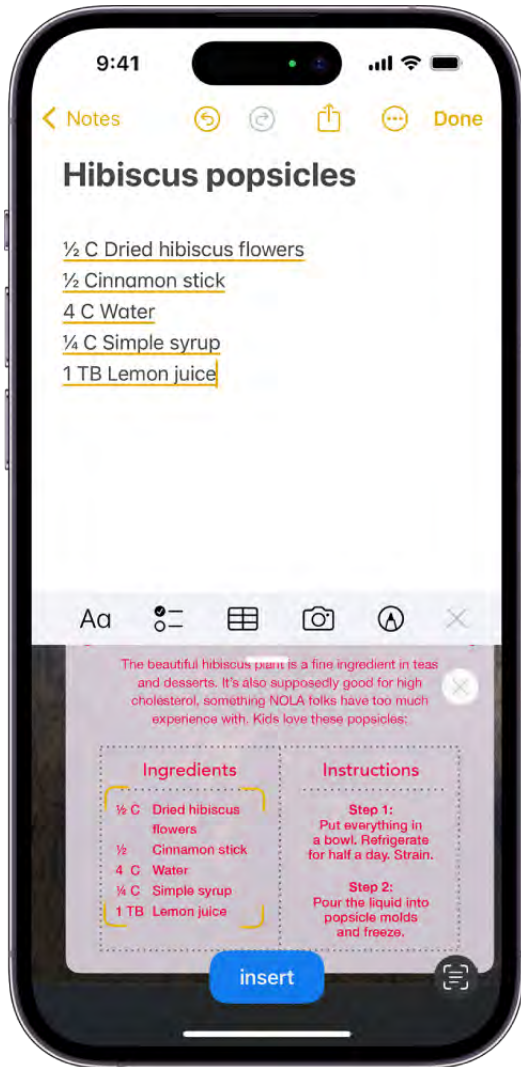 9:41
Notes
Done
Hibiscus popsicles
½ C Dried hibiscus flowers
½ Cinnamon stick
4 C Water
¼ C Simple syrup
1 TB Lemon juice
Aa
The beautiful hibiscus plant is a fine ingredient in teas
and desserts. It's also supposedly good for high
cholesterol, something NOLA folks have too much
experience with. Kids love these popsicles:
Ingredients
½ C Dried hibiscus
flowers
½ Cinnamon stick
4 C Water
¼ C Simple syrup
1 TB Lemon juice
Instructions
Step 1:
Put everything in
a bowl. Refrigerate
for half a day. Strain.
Step 2:
Pour the liquid into
popsicle molds
and freeze.
insert